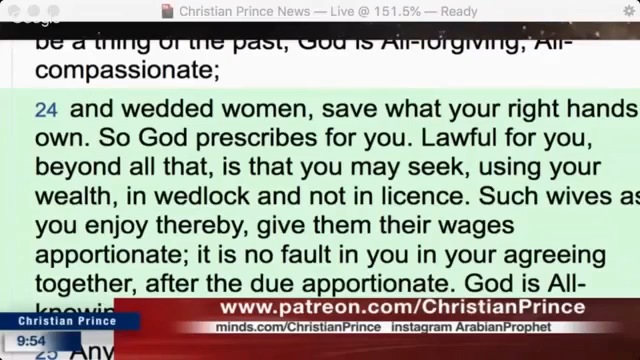 Christian Prince News — Live @ 151.5% — Ready
Google
be a thing of the past; God is All-forgiving, All-
compassionate;
24 and wedded women, save what your right hands
own. So God prescribes for you. Lawful for you,
beyond all that, is that you may seek, using your
wealth, in wedlock and not in licence. Such wives as
you enjoy thereby, give them their wages
apportionate; it is no fault in you in your agreeing
together, after the due apportionate. God is All-
knowing
www.patreon.com/ChristianPrince
Christian Prince
minds.com/ChristianPrince instagram ArabianProphet
9:54
25 Any